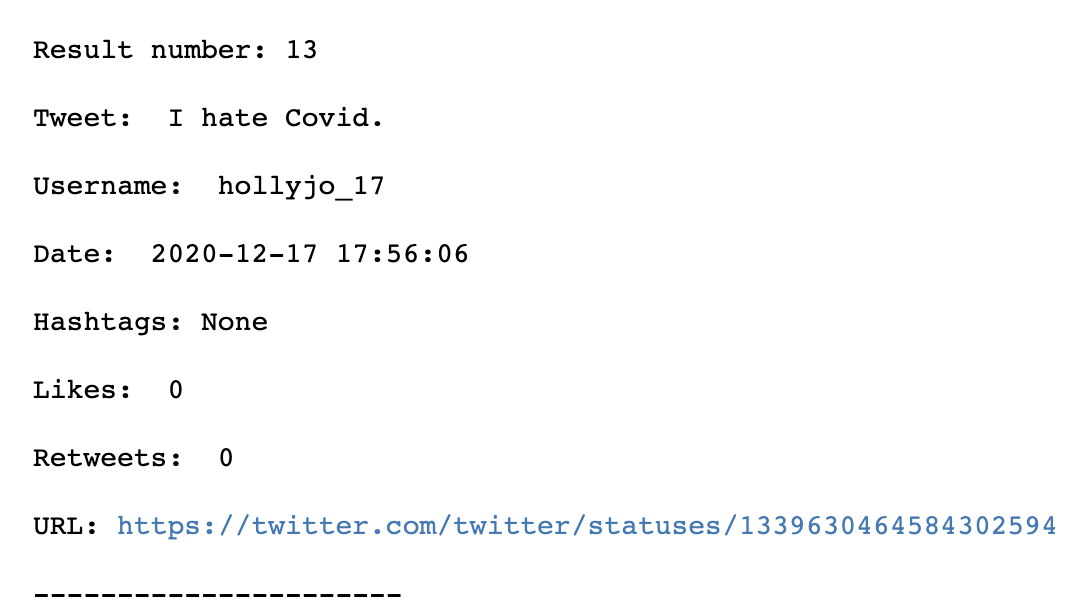 Result number: 13
Tweet:  I hate Covid.
Username:  hollyjo_17
Date:  2020-12-17 17:56:06
Hashtags: None
Likes:  0
Retweets:  0
URL: https://twitter.com/twitter/statuses/1339630464584302594
-----------------------